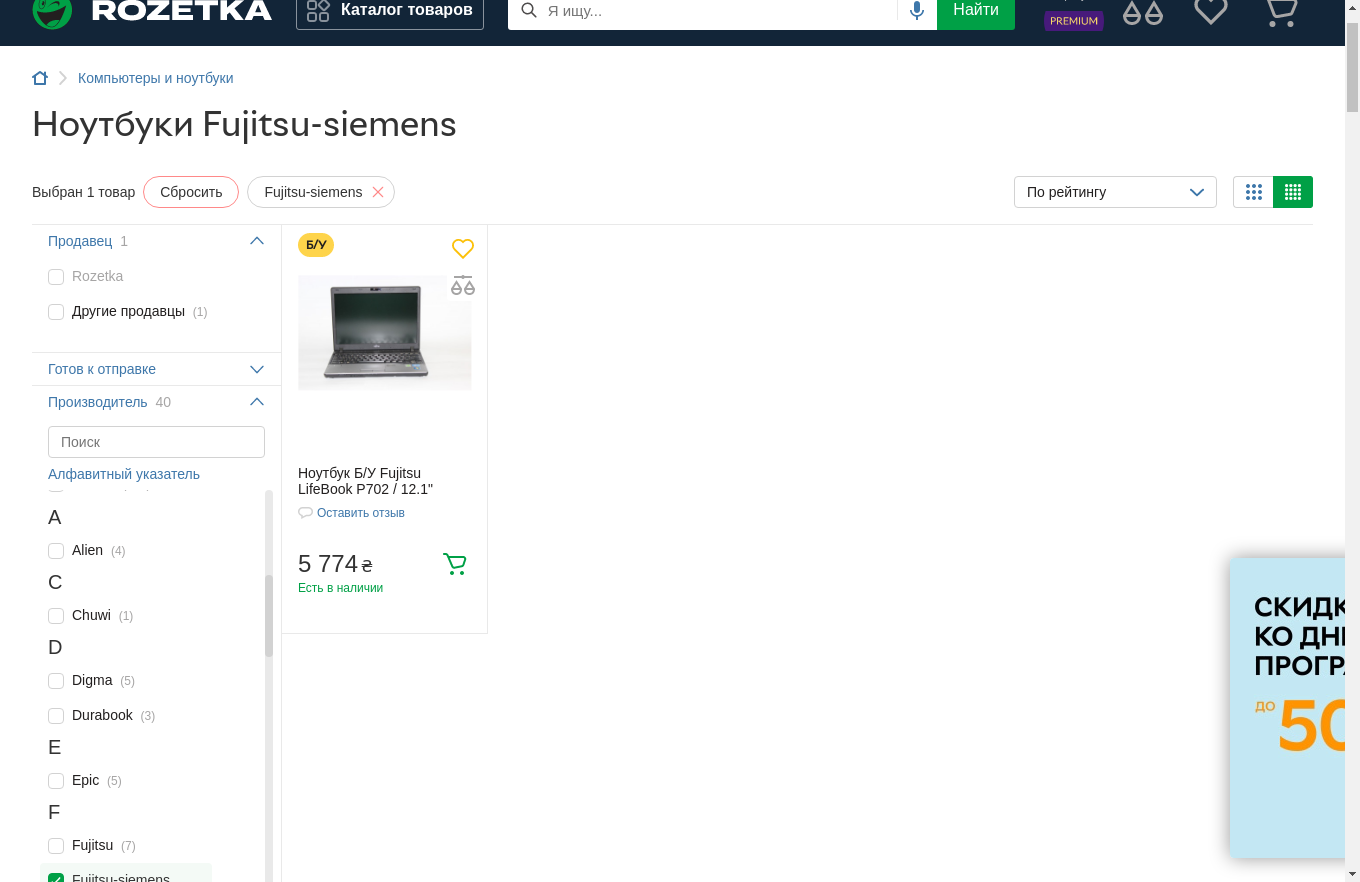 ROZETKA
Каталог товаров
Я ищу...
Найти
PREMIUM
Компьютеры и ноутбуки
Ноутбуки Fujitsu-siemens
Выбран 1 товар
Сбросить
Fujitsu-siemens
По рейтингу
Продавец 1
Rozetka
Другие продавцы (1)
Готов к отправке
Производитель 40
Поиск
Алфавитный указатель
A
Alien (4)
C
Chuwi (1)
D
Digma (5)
Durabook (3)
E
Epic (5)
F
Fujitsu (7)
Fujitsu-siemens
Б/У
Ноутбук Б/У Fujitsu
LifeBook P702 / 12.1"
Оставить отзыв
5 774 ₴
Есть в наличии
СКИДК
КО ДН
ПРОГР
ДО 50